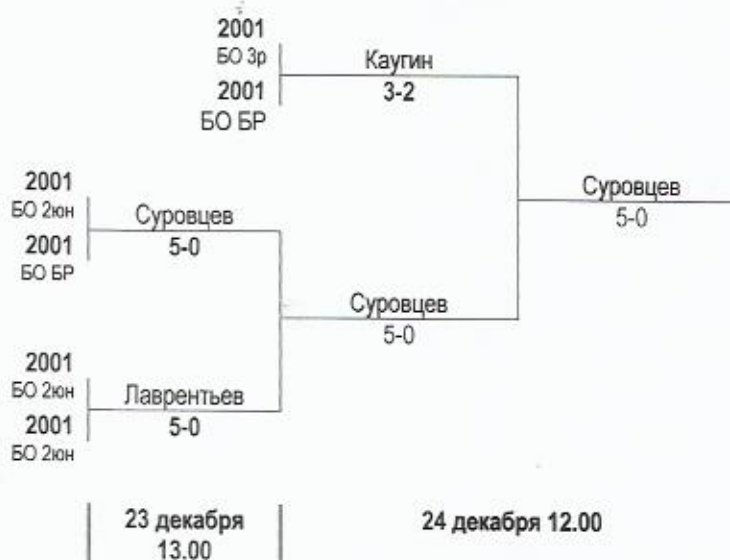 2001
БО 3р
Каугин
3-2
2001
БО БР
2001
БО 2юн
Суровцев
5-0
2001
БО БР
Суровцев
5-0
Суровцев
5-0
2001
БО 2юн
Лаврентьев
5-0
2001
БО 2юн
23 декабря
13.00
24 декабря 12.00